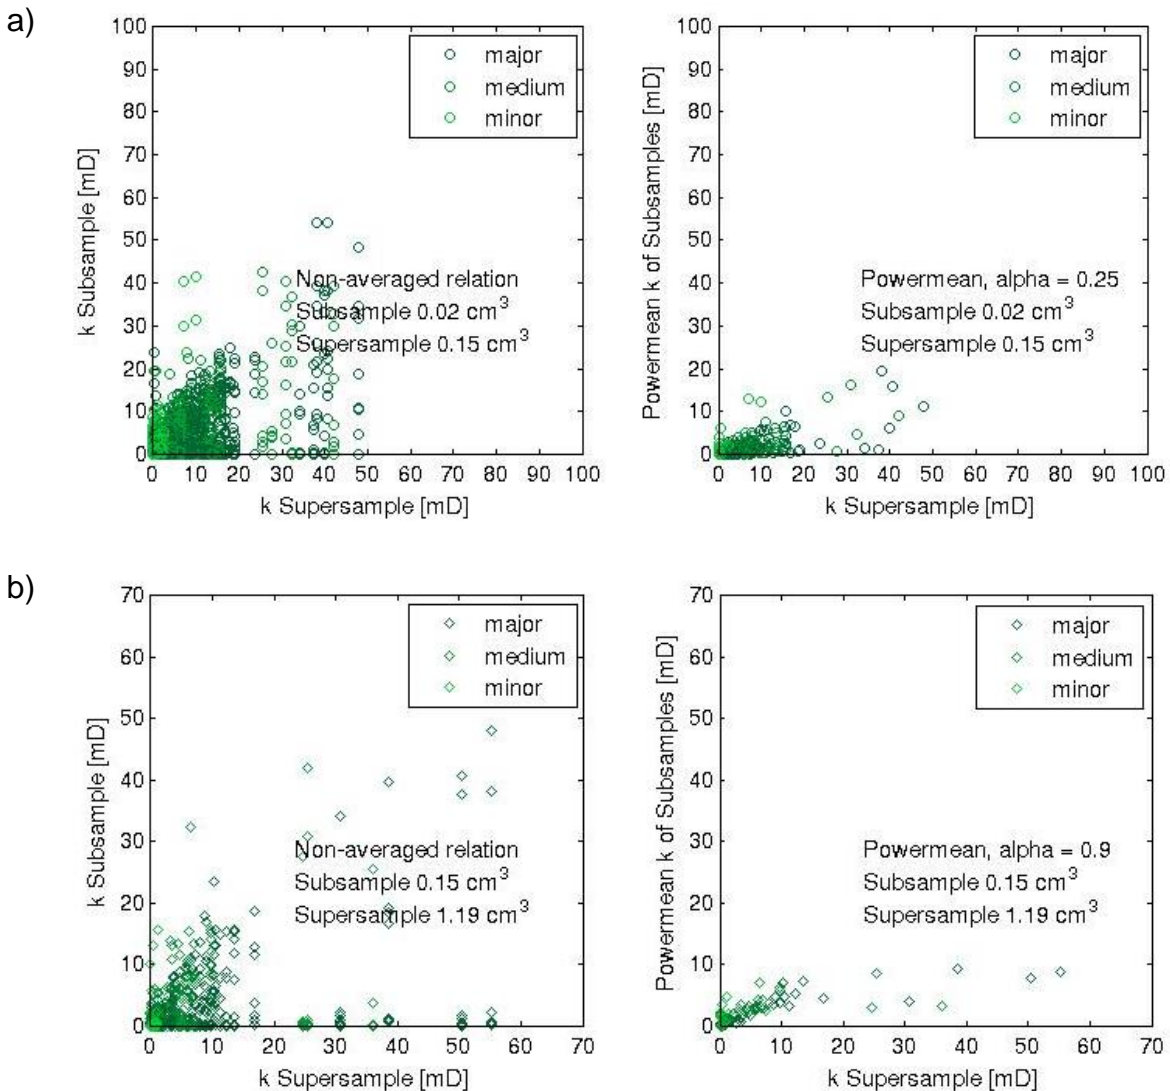 a)
100
90
80
70
60
50
40
30
20
10
0
k Subsample [mD]
major
medium
minor
Non-averaged relation
Subsample 0.02 cm³
Supersample 0.15 cm³
0 10 20 30 40 50 60 70 80 90 100
k Supersample [mD]
100
90
80
70
60
50
40
30
20
10
0
Powermean k of Subsamples [mD]
major
medium
minor
Powermean, alpha = 0.25
Subsample 0.02 cm³
Supersample 0.15 cm³
0 10 20 30 40 50 60 70 80 90 100
k Supersample [mD]
b)
70
60
50
40
30
20
10
0
k Subsample [mD]
major
medium
minor
Non-averaged relation
Subsample 0.15 cm³
Supersample 1.19 cm³
0 10 20 30 40 50 60 70
k Supersample [mD]
70
60
50
40
30
20
10
0
Powermean k of Subsamples [mD]
major
medium
minor
Powermean, alpha = 0.9
Subsample 0.15 cm³
Supersample 1.19 cm³
0 10 20 30 40 50 60 70
k Supersample [mD]